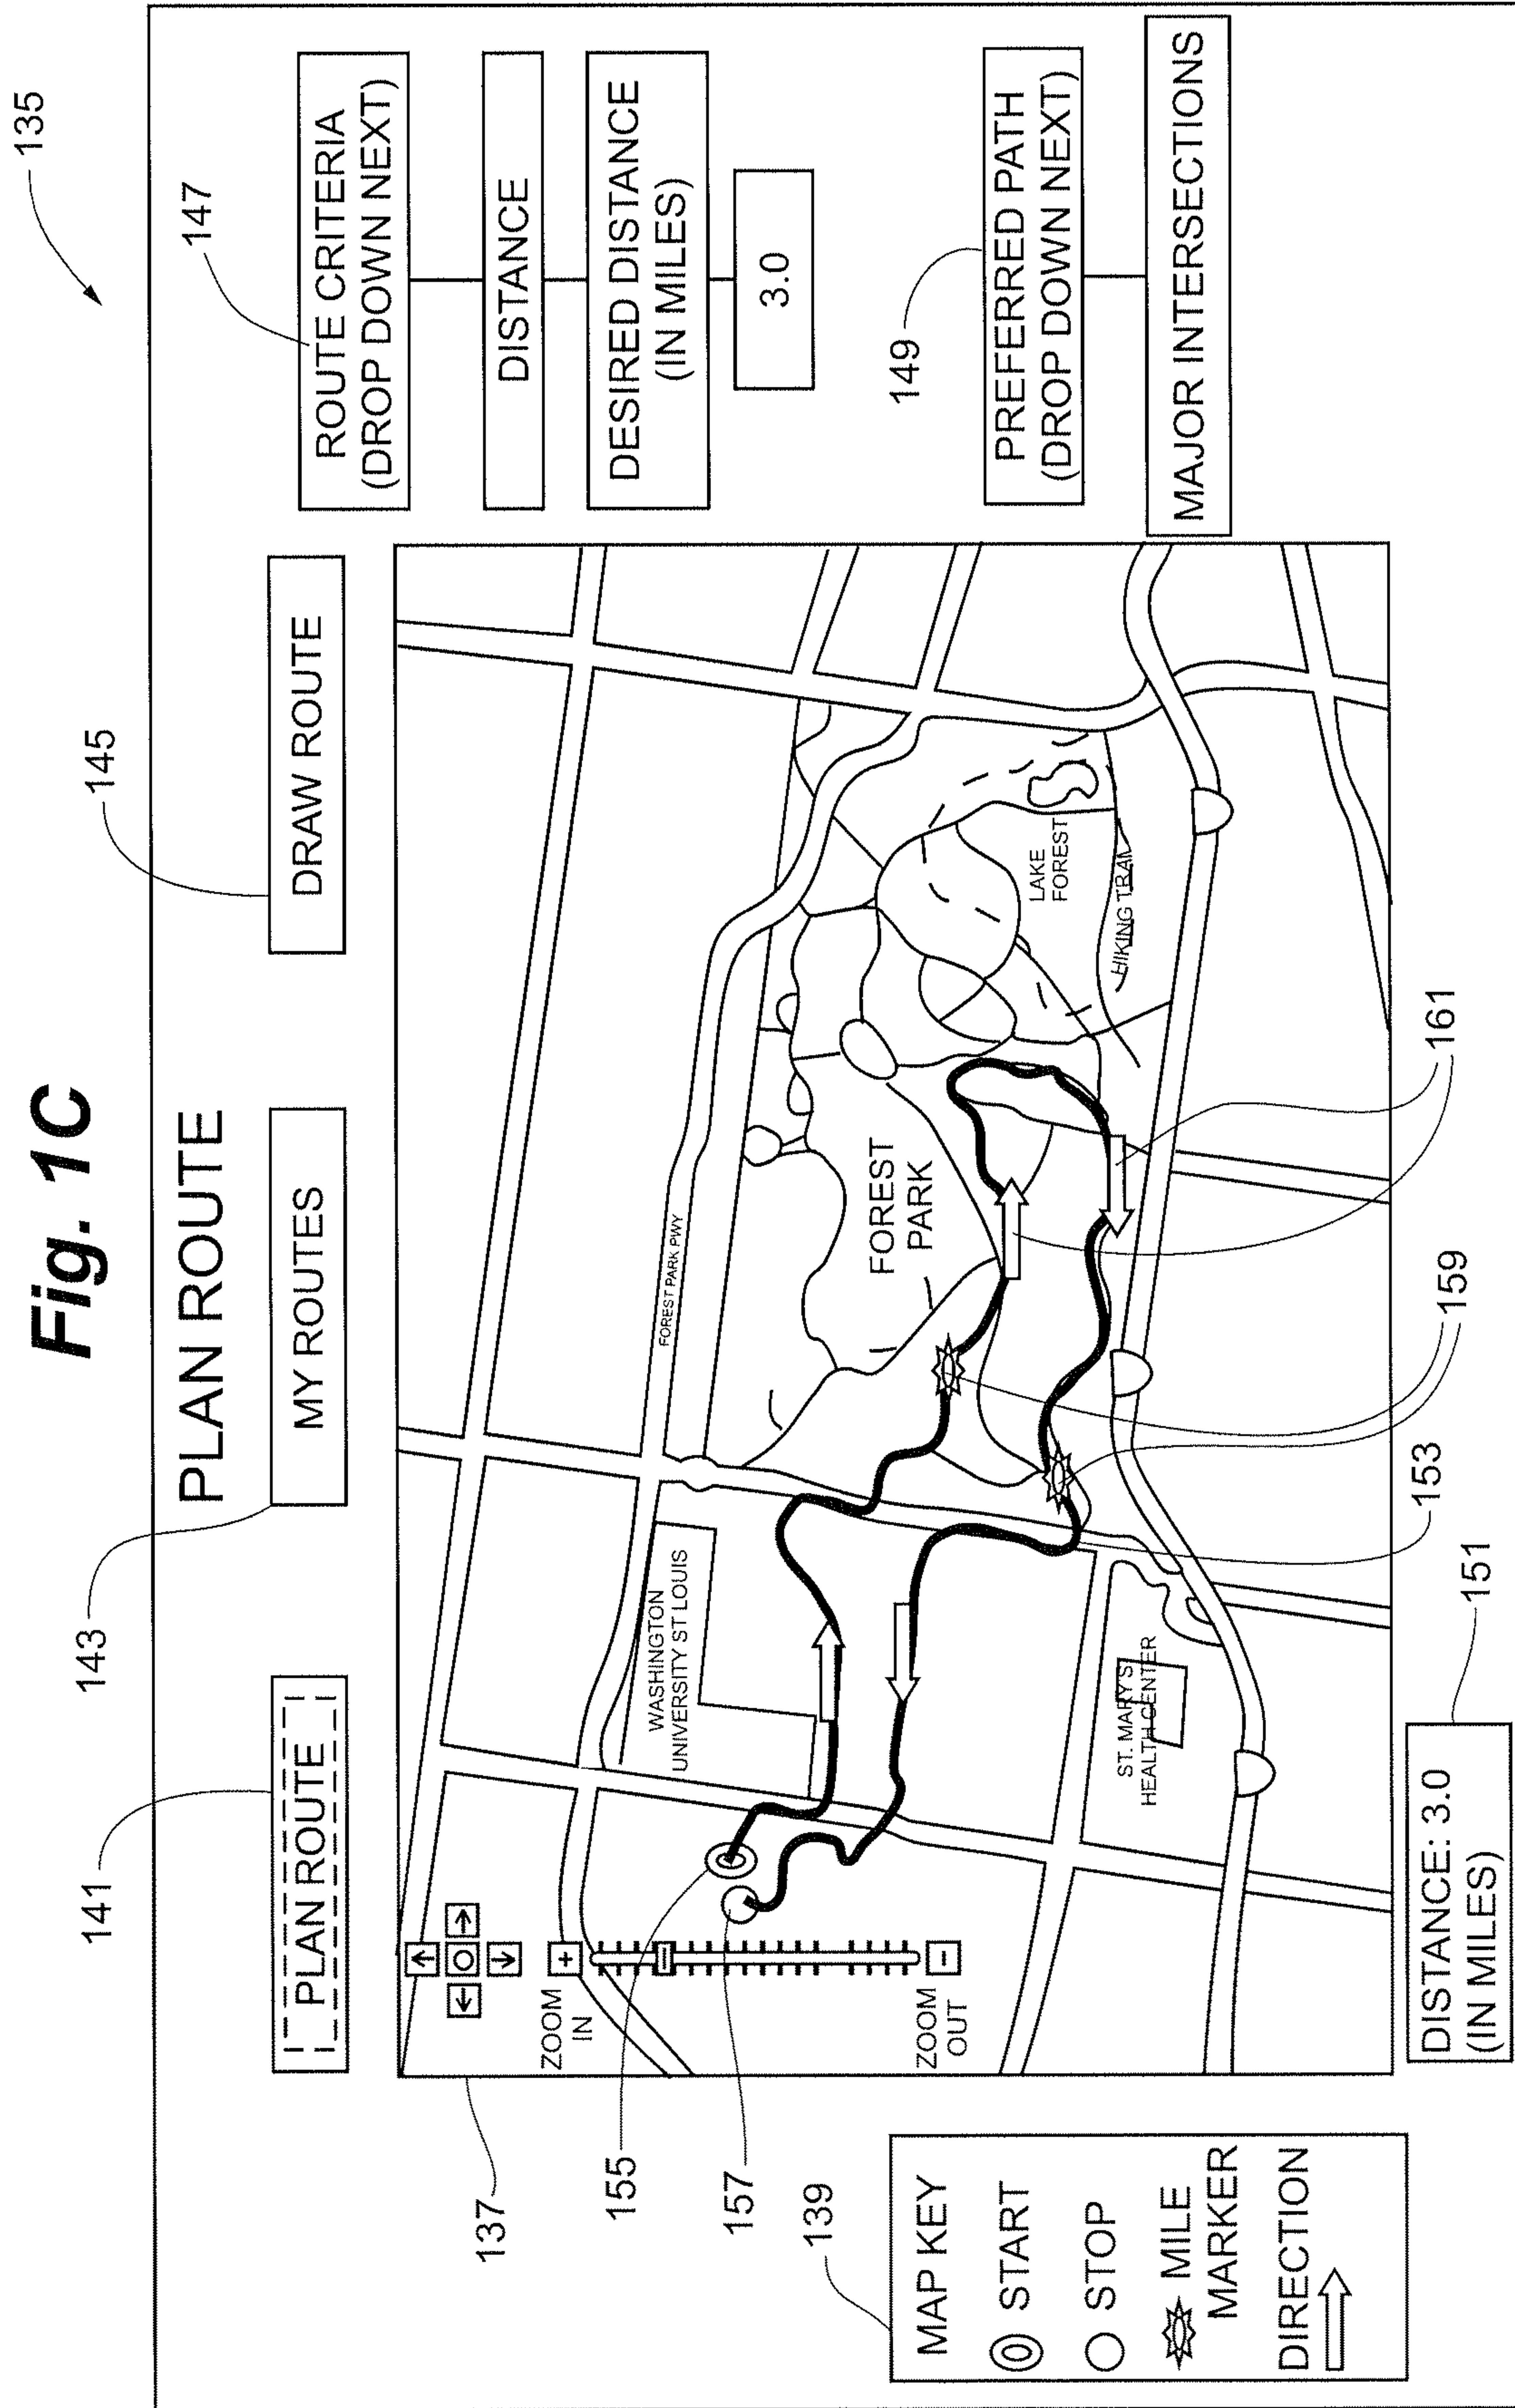 Fig. 1C
135
PLAN ROUTE
141
143
145
147
PLAN ROUTE
MY ROUTES
DRAW ROUTE
ROUTE CRITERIA
(DROP DOWN NEXT)
DISTANCE
DESIRED DISTANCE
(IN MILES)
3.0
149
PREFERRED PATH
(DROP DOWN NEXT)
MAJOR INTERSECTIONS
137
ZOOM
IN
+
-
ZOOM
OUT
155
157
FOREST PARK PWY
WASHINGTON
UNIVERSITY ST LOUIS
FOREST
PARK
LAKE
FOREST
HIKING TRAIL
ST. MARY'S
HEALTH CENTER
139
MAP KEY
START
STOP
MILE
MARKER
DIRECTION
DISTANCE: 3.0
(IN MILES)
151
153
159
161